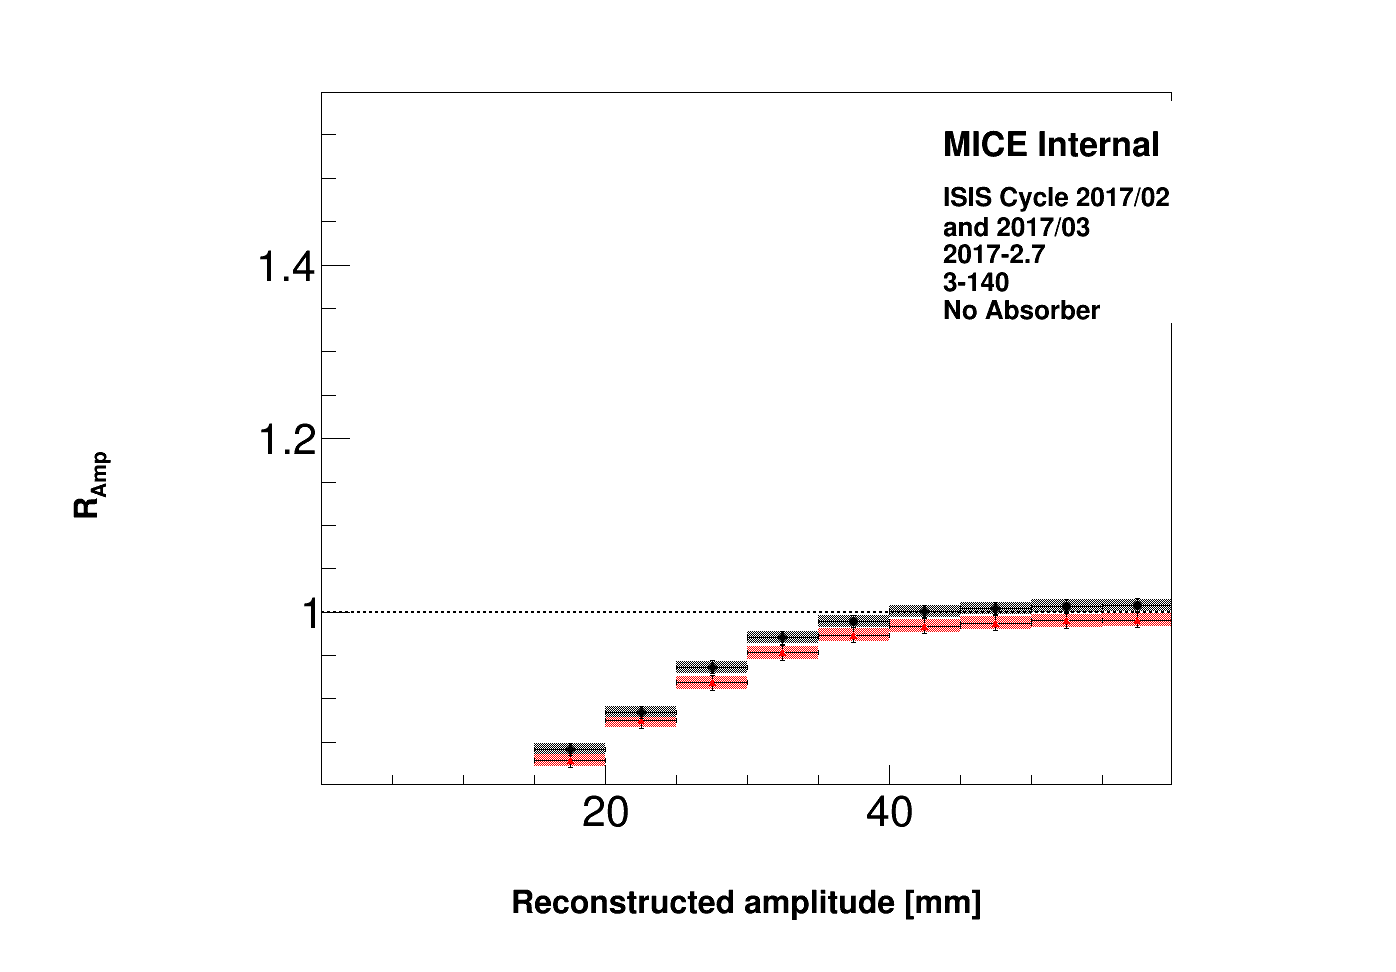 MICE Internal
ISIS Cycle 2017/02
and 2017/03
2017-2.7
3-140
No Absorber
1.4
1.2
1
R_Amp
20 40
Reconstructed amplitude [mm]